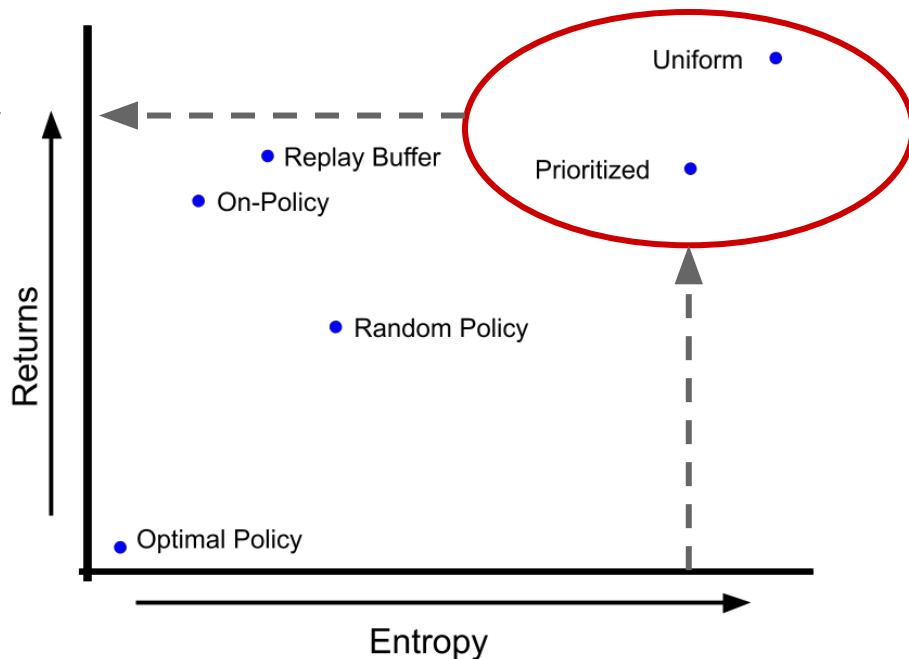 Uniform
Replay Buffer
Prioritized
On-Policy
Random Policy
Returns
Optimal Policy
Entropy